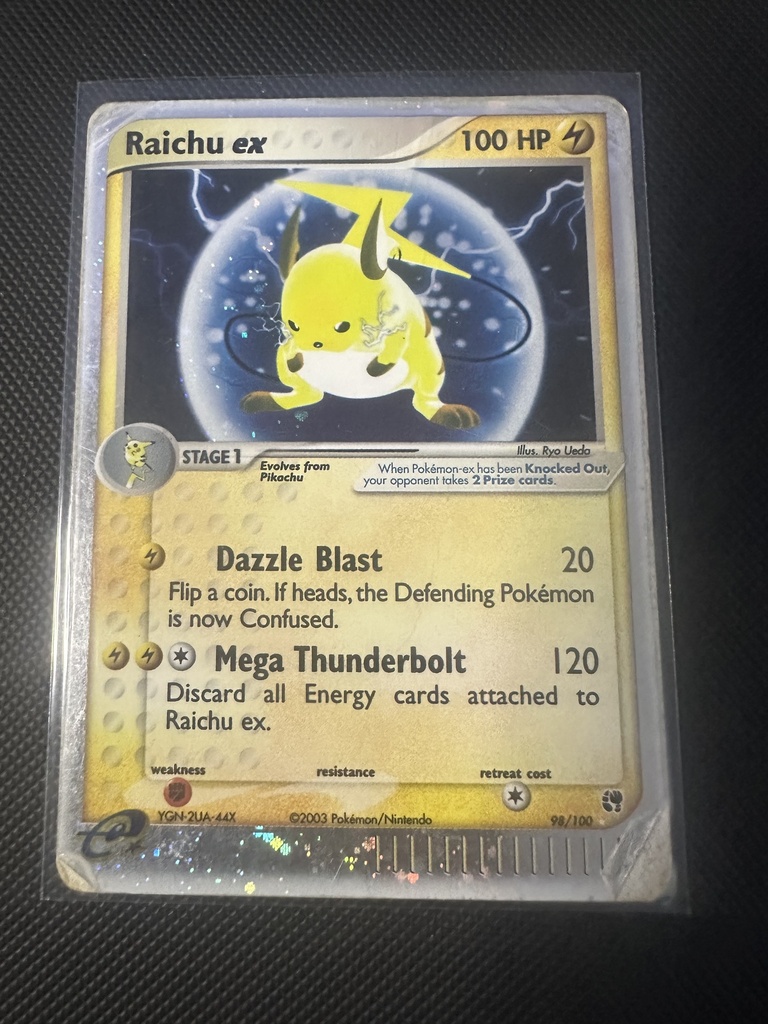 Raichu ex 100 HP
Illus. Ryo Ueda
STAGE 1
Evolves from
Pikachu
When Pokémon-ex has been Knocked Out,
your opponent takes 2 Prize cards.
Dazzle Blast 20
Flip a coin. If heads, the Defending Pokémon
is now Confused.
Mega Thunderbolt 120
Discard all Energy cards attached to
Raichu ex.
weakness resistance retreat cost
YGN-2UA-44X ©2003 Pokémon/Nintendo 98/100
e